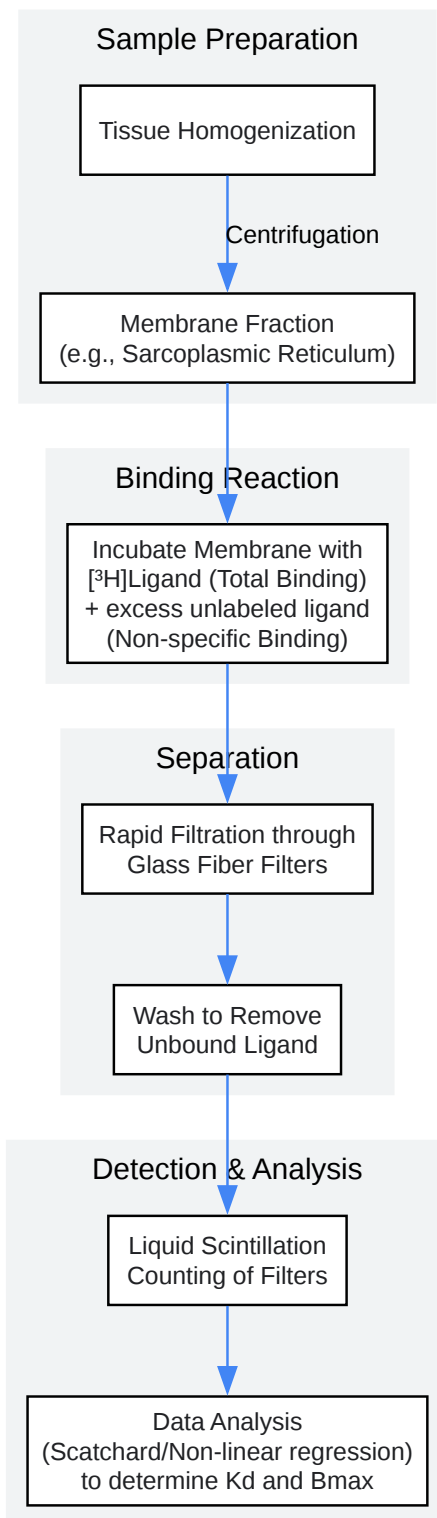 Sample Preparation
Tissue Homogenization
Centrifugation
Membrane Fraction
(e.g., Sarcoplasmic Reticulum)
Binding Reaction
Incubate Membrane with
[³H]Ligand (Total Binding)
+ excess unlabeled ligand
(Non-specific Binding)
Separation
Rapid Filtration through
Glass Fiber Filters
Wash to Remove
Unbound Ligand
Detection & Analysis
Liquid Scintillation
Counting of Filters
Data Analysis
(Scatchard/Non-linear regression)
to determine Kd and Bmax